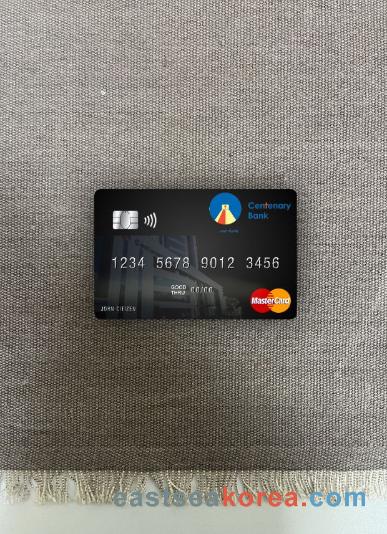 Centenary
Bank
1234 5678 9012 3456
GOOD
THRU 00/00
JOHN CITIZEN
MasterCard
eastseakorea.com